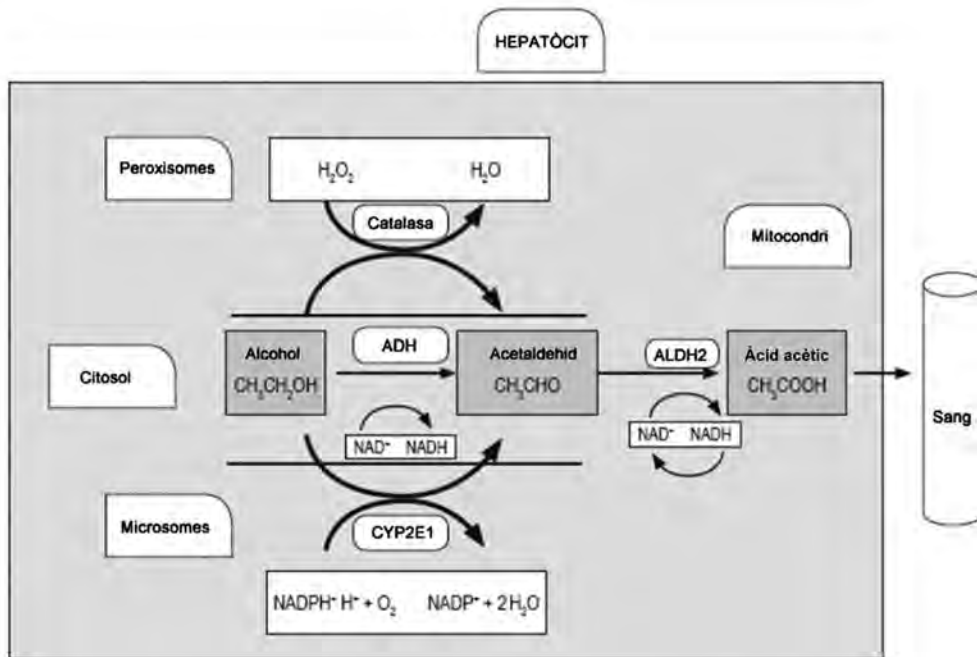 HEPATÒCIT
Peroxisomes
H₂O₂ H₂O
Catalasa
Mitocondri
Citosol
Alcohol
CH₃CH₂OH
ADH
Acetaldehid
CH₃CHO
ALDH2
Àcid acètic
CH₃COOH
Sang
NAD⁺ NADH
NAD⁺ NADH
Microsomes
CYP2E1
NADPH⁺ H⁺ + O₂ NADP⁺ + 2H₂O